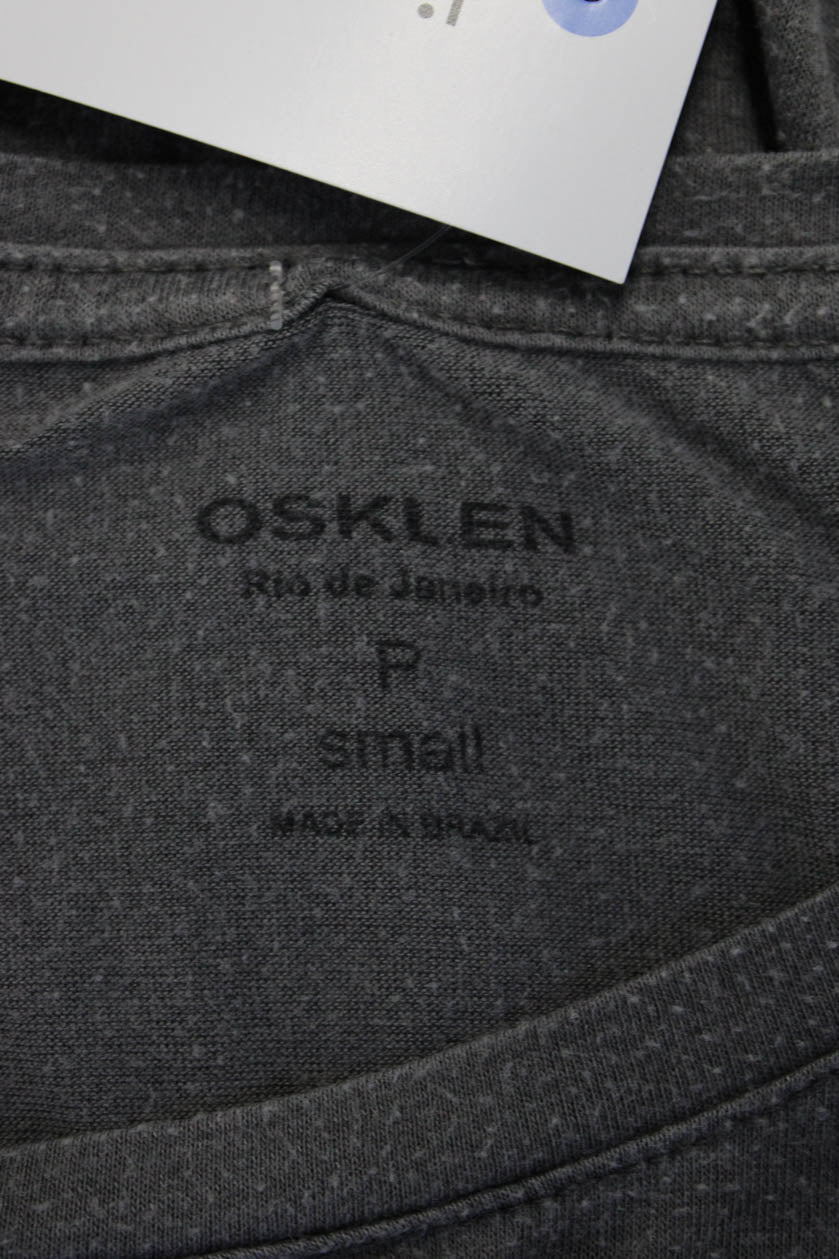 OSKLEN
Rio de Janeiro
P
small
MADE IN BRAZIL